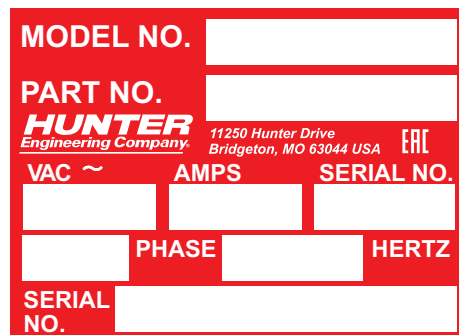 MODEL NO.
PART NO.
HUNTER
Engineering Company®
11250 Hunter Drive
Bridgeton, MO 63044 USA
EAC
VAC ~ AMPS SERIAL NO.
PHASE HERTZ
SERIAL
NO.